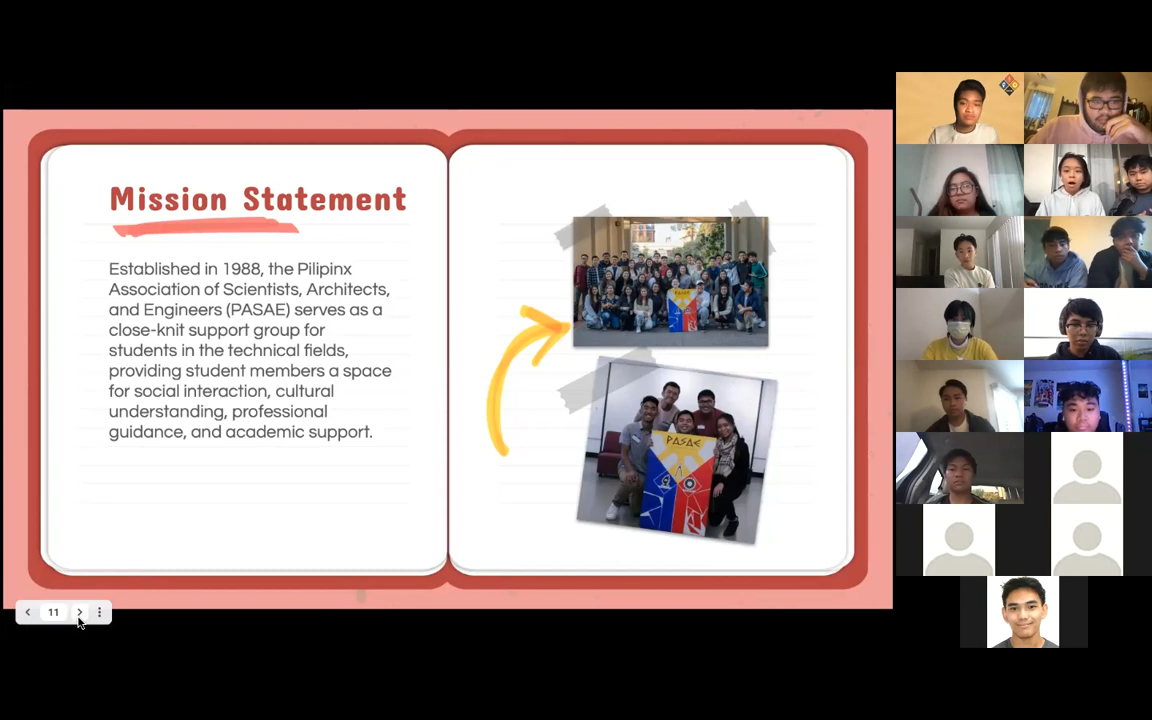 Mission Statement
Established in 1988, the Pilipinx
Association of Scientists, Architects,
and Engineers (PASAE) serves as a
close-knit support group for
students in the technical fields,
providing student members a space
for social interaction, cultural
understanding, professional
guidance, and academic support.
PASAE
PASAE
11